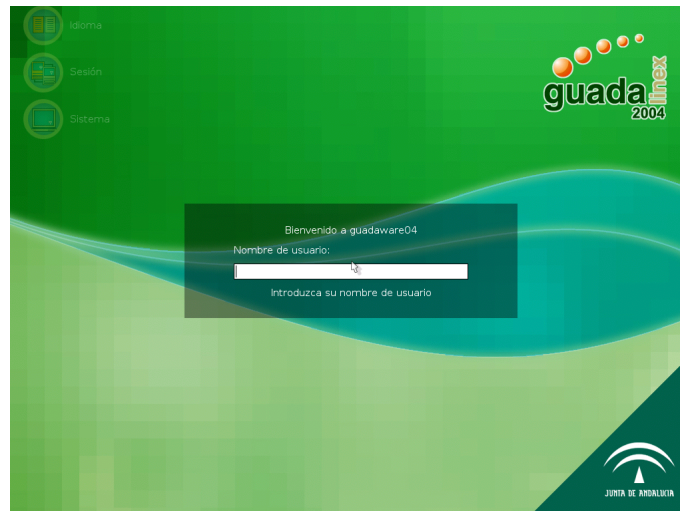 Idioma
Sesión
Sistema
guada
linex
2004
Bienvenido a guadaware04
Nombre de usuario:
Introduzca su nombre de usuario
JUNTA DE ANDALUCIA